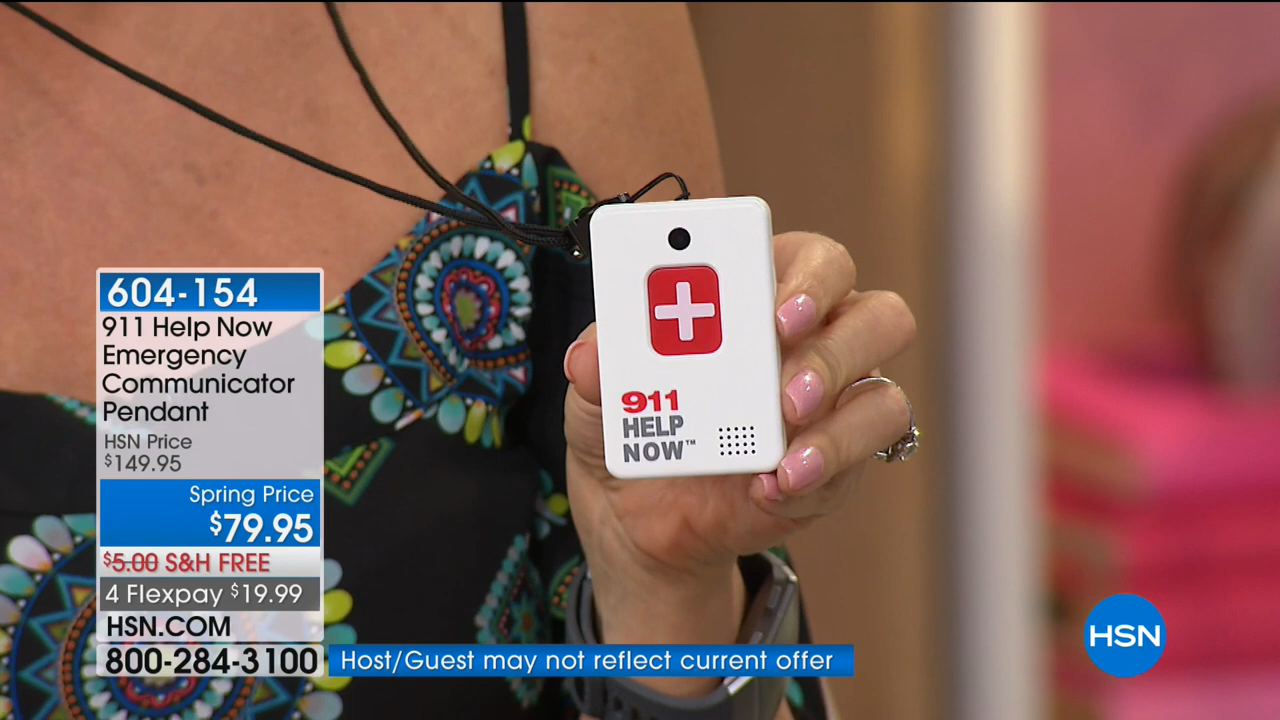 604-154
911 Help Now
Emergency
Communicator
Pendant
HSN Price
$149.95
Spring Price
$79.95
$5.00 S&H FREE
4 Flexpay $19.99
HSN.COM
800-284-3100
Host/Guest may not reflect current offer
911
HELP
NOW™
HSN